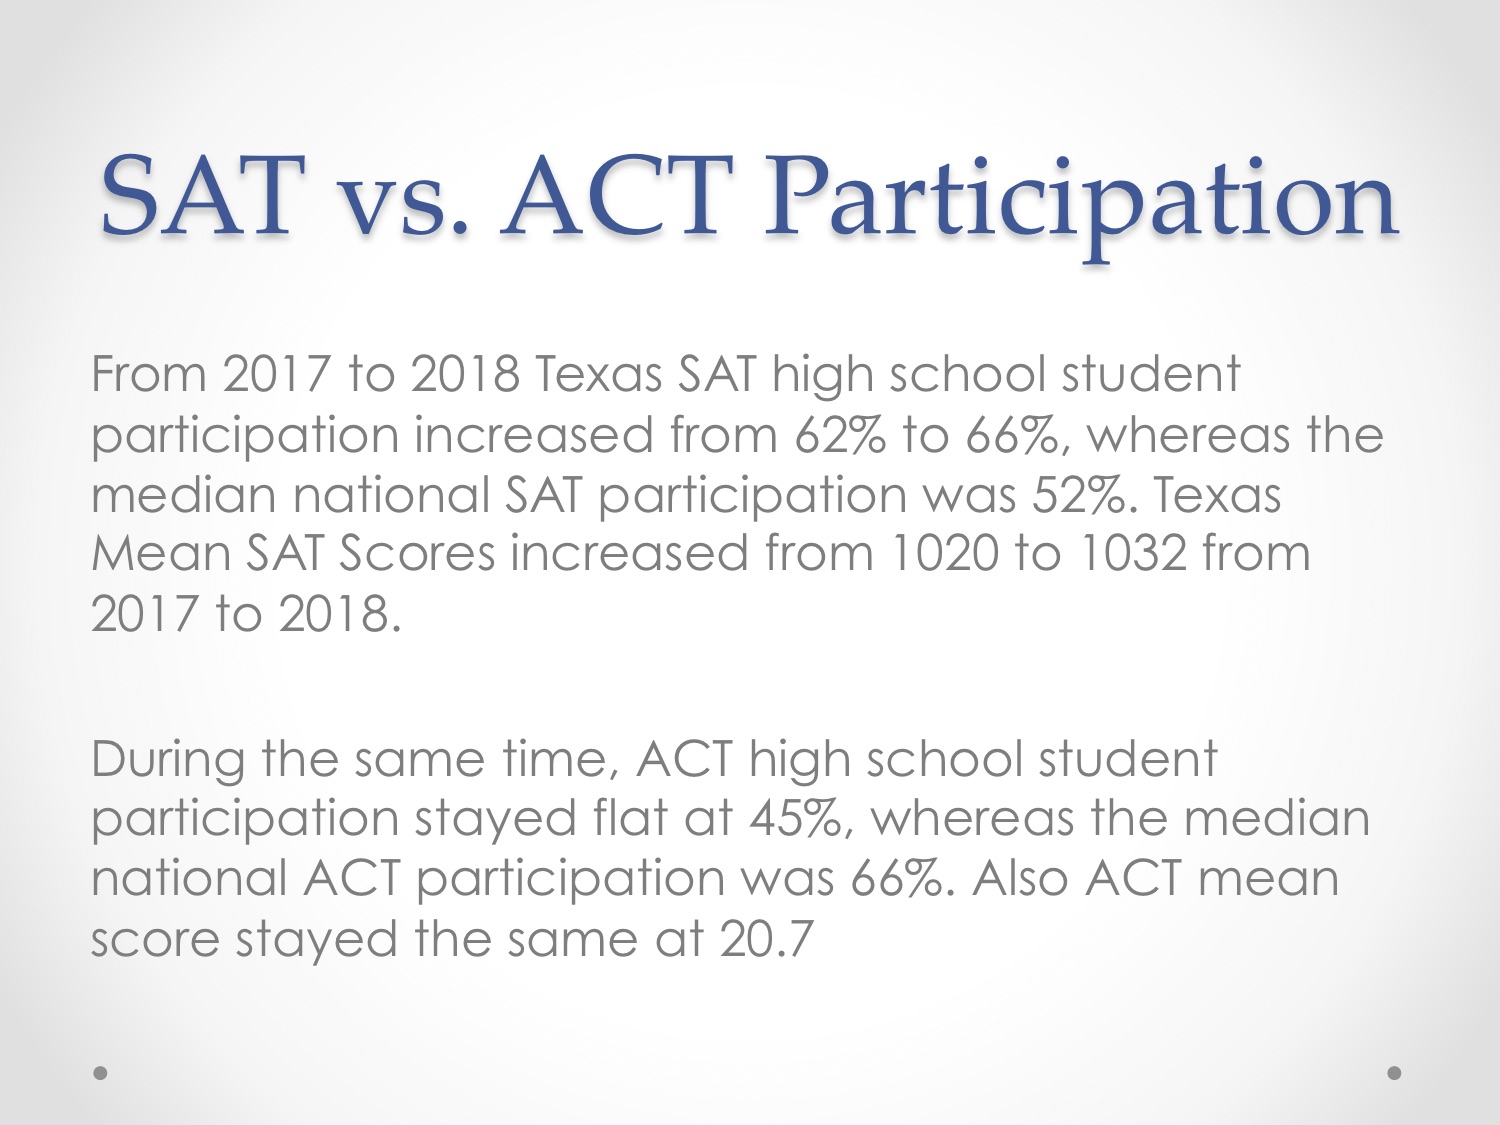 SAT vs. ACT Participation
From 2017 to 2018 Texas SAT high school student
participation increased from 62% to 66%, whereas the
median national SAT participation was 52%. Texas
Mean SAT Scores increased from 1020 to 1032 from
2017 to 2018.
During the same time, ACT high school student
participation stayed flat at 45%, whereas the median
national ACT participation was 66%. Also ACT mean
score stayed the same at 20.7